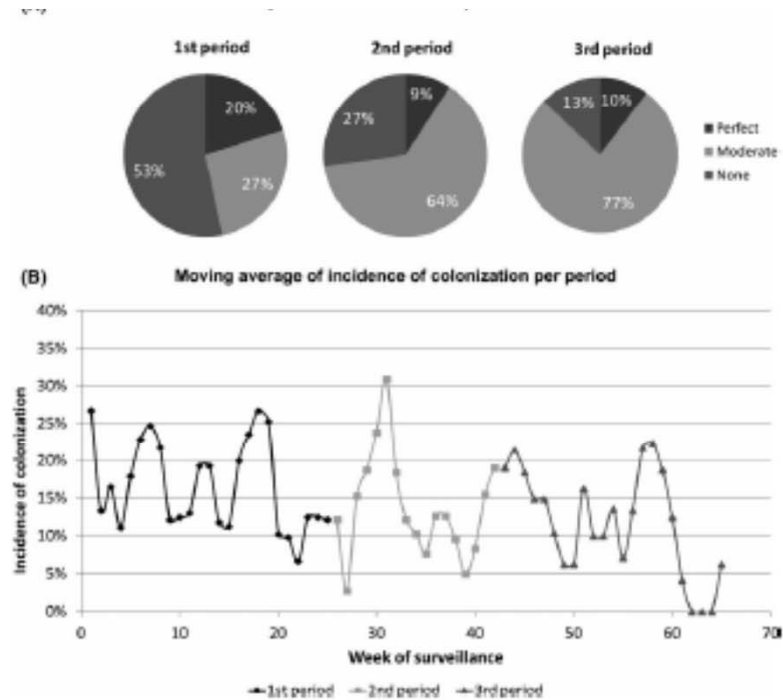 1st period
2nd period
3rd period
20%
27%
53%
9%
64%
27%
10%
77%
13%
Perfect
Moderate
None
(B)
Moving average of incidence of colonization per period
40%
35%
30%
25%
20%
15%
10%
5%
0%
0 10 20 30 40 50 60 70
Incidence of colonization
Week of surveillance
1st period 2nd period 3rd period